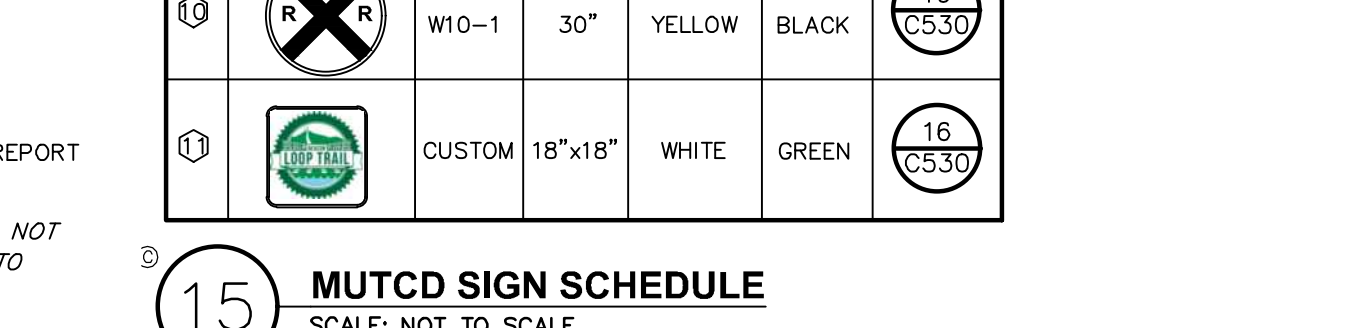 10 R R W10-1 30" YELLOW BLACK C530
11 LOOP TRAIL CUSTOM 18"x18" WHITE GREEN 16 C530
REPORT
NOT
TO
© 15 MUTCD SIGN SCHEDULE
SCALE: NOT TO SCALE